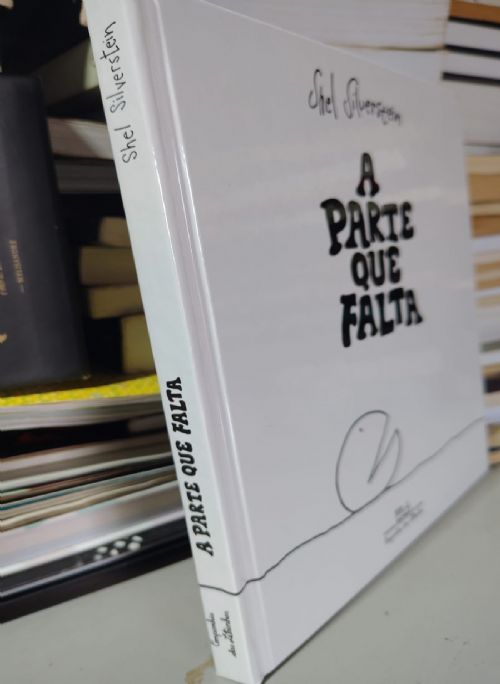 Shel Silverstein
A PARTE QUE FALTA
Companhia
das Letrinhas
Shel Silverstein
A
PARTE
QUE
FALTA